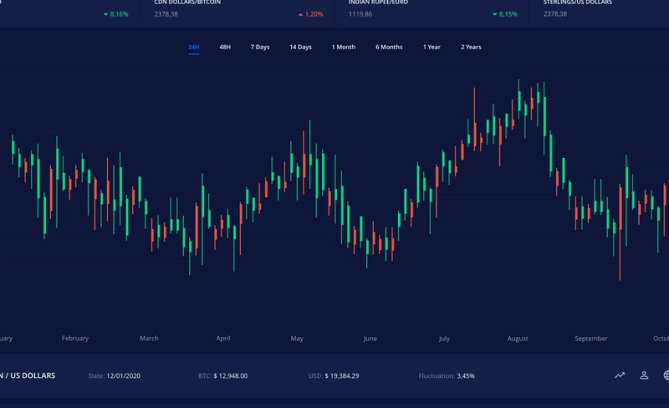 CDN DOLLARS/BITCOIN INDIAN RUPEE/EURO STERLINGS/US DOLLARS
8,16% 2378,38 1,20% 1119,86 8,15% 2378,38
24H 48H 7 Days 14 Days 1 Month 6 Months 1 Year 2 Years
uary February March April May June July August September Octo
N / US DOLLARS Date: 12/01/2020 BTC: $ 12,948.00 USD: $ 19,384.29 Fluctuation: 3,45%